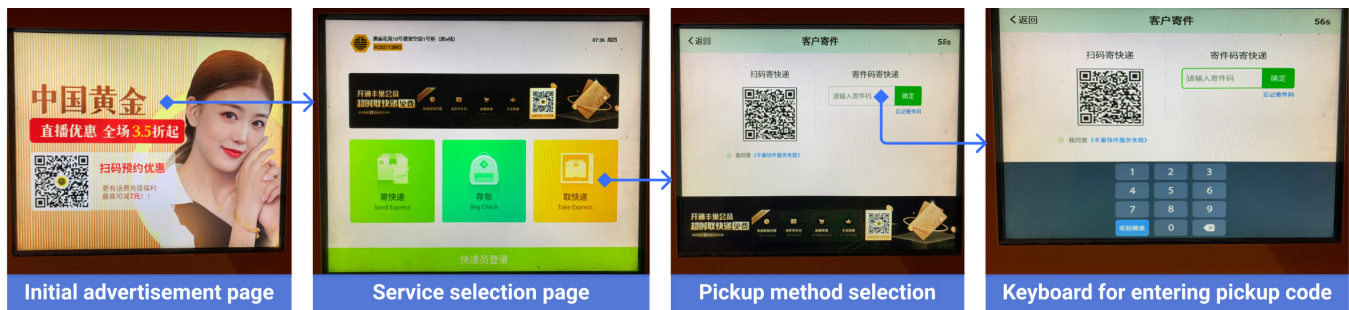 中国黄金
直播优惠 全场3.5折起
扫码预约优惠
更有话费充值福利
最高可减7元！！
Initial advertisement page
07:36 周四
开通丰巢会员
超时取快递免费
寄快递
Send Express
存包
Bag Check
取快递
Take Express
快递员登录
Service selection page
返回
客户寄件
扫码寄快递
寄件码寄快递
请输入寄件码
确定
忘记寄件码
我同意《丰巢快件服务条款》
开通丰巢会员
超时取快递免费
Pickup method selection
返回
客户寄件
56s
扫码寄快递
寄件码寄快递
请输入寄件码
确定
忘记寄件码
我同意《丰巢快件服务条款》
1 2 3
4 5 6
7 8 9
收起键盘 0
Keyboard for entering pickup code